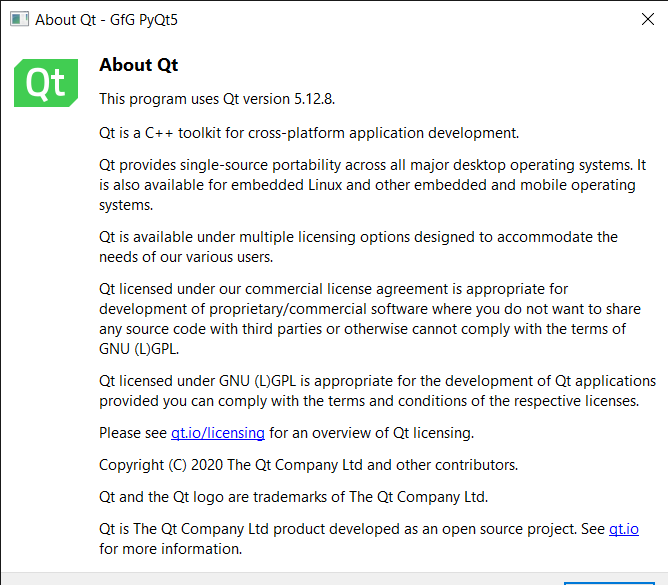 About Qt - GfG PyQt5
Qt
About Qt
This program uses Qt version 5.12.8.
Qt is a C++ toolkit for cross-platform application development.
Qt provides single-source portability across all major desktop operating systems. It
is also available for embedded Linux and other embedded and mobile operating
systems.
Qt is available under multiple licensing options designed to accommodate the
needs of our various users.
Qt licensed under our commercial license agreement is appropriate for
development of proprietary/commercial software where you do not want to share
any source code with third parties or otherwise cannot comply with the terms of
GNU (L)GPL.
Qt licensed under GNU (L)GPL is appropriate for the development of Qt applications
provided you can comply with the terms and conditions of the respective licenses.
Please see qt.io/licensing for an overview of Qt licensing.
Copyright (C) 2020 The Qt Company Ltd and other contributors.
Qt and the Qt logo are trademarks of The Qt Company Ltd.
Qt is The Qt Company Ltd product developed as an open source project. See qt.io
for more information.